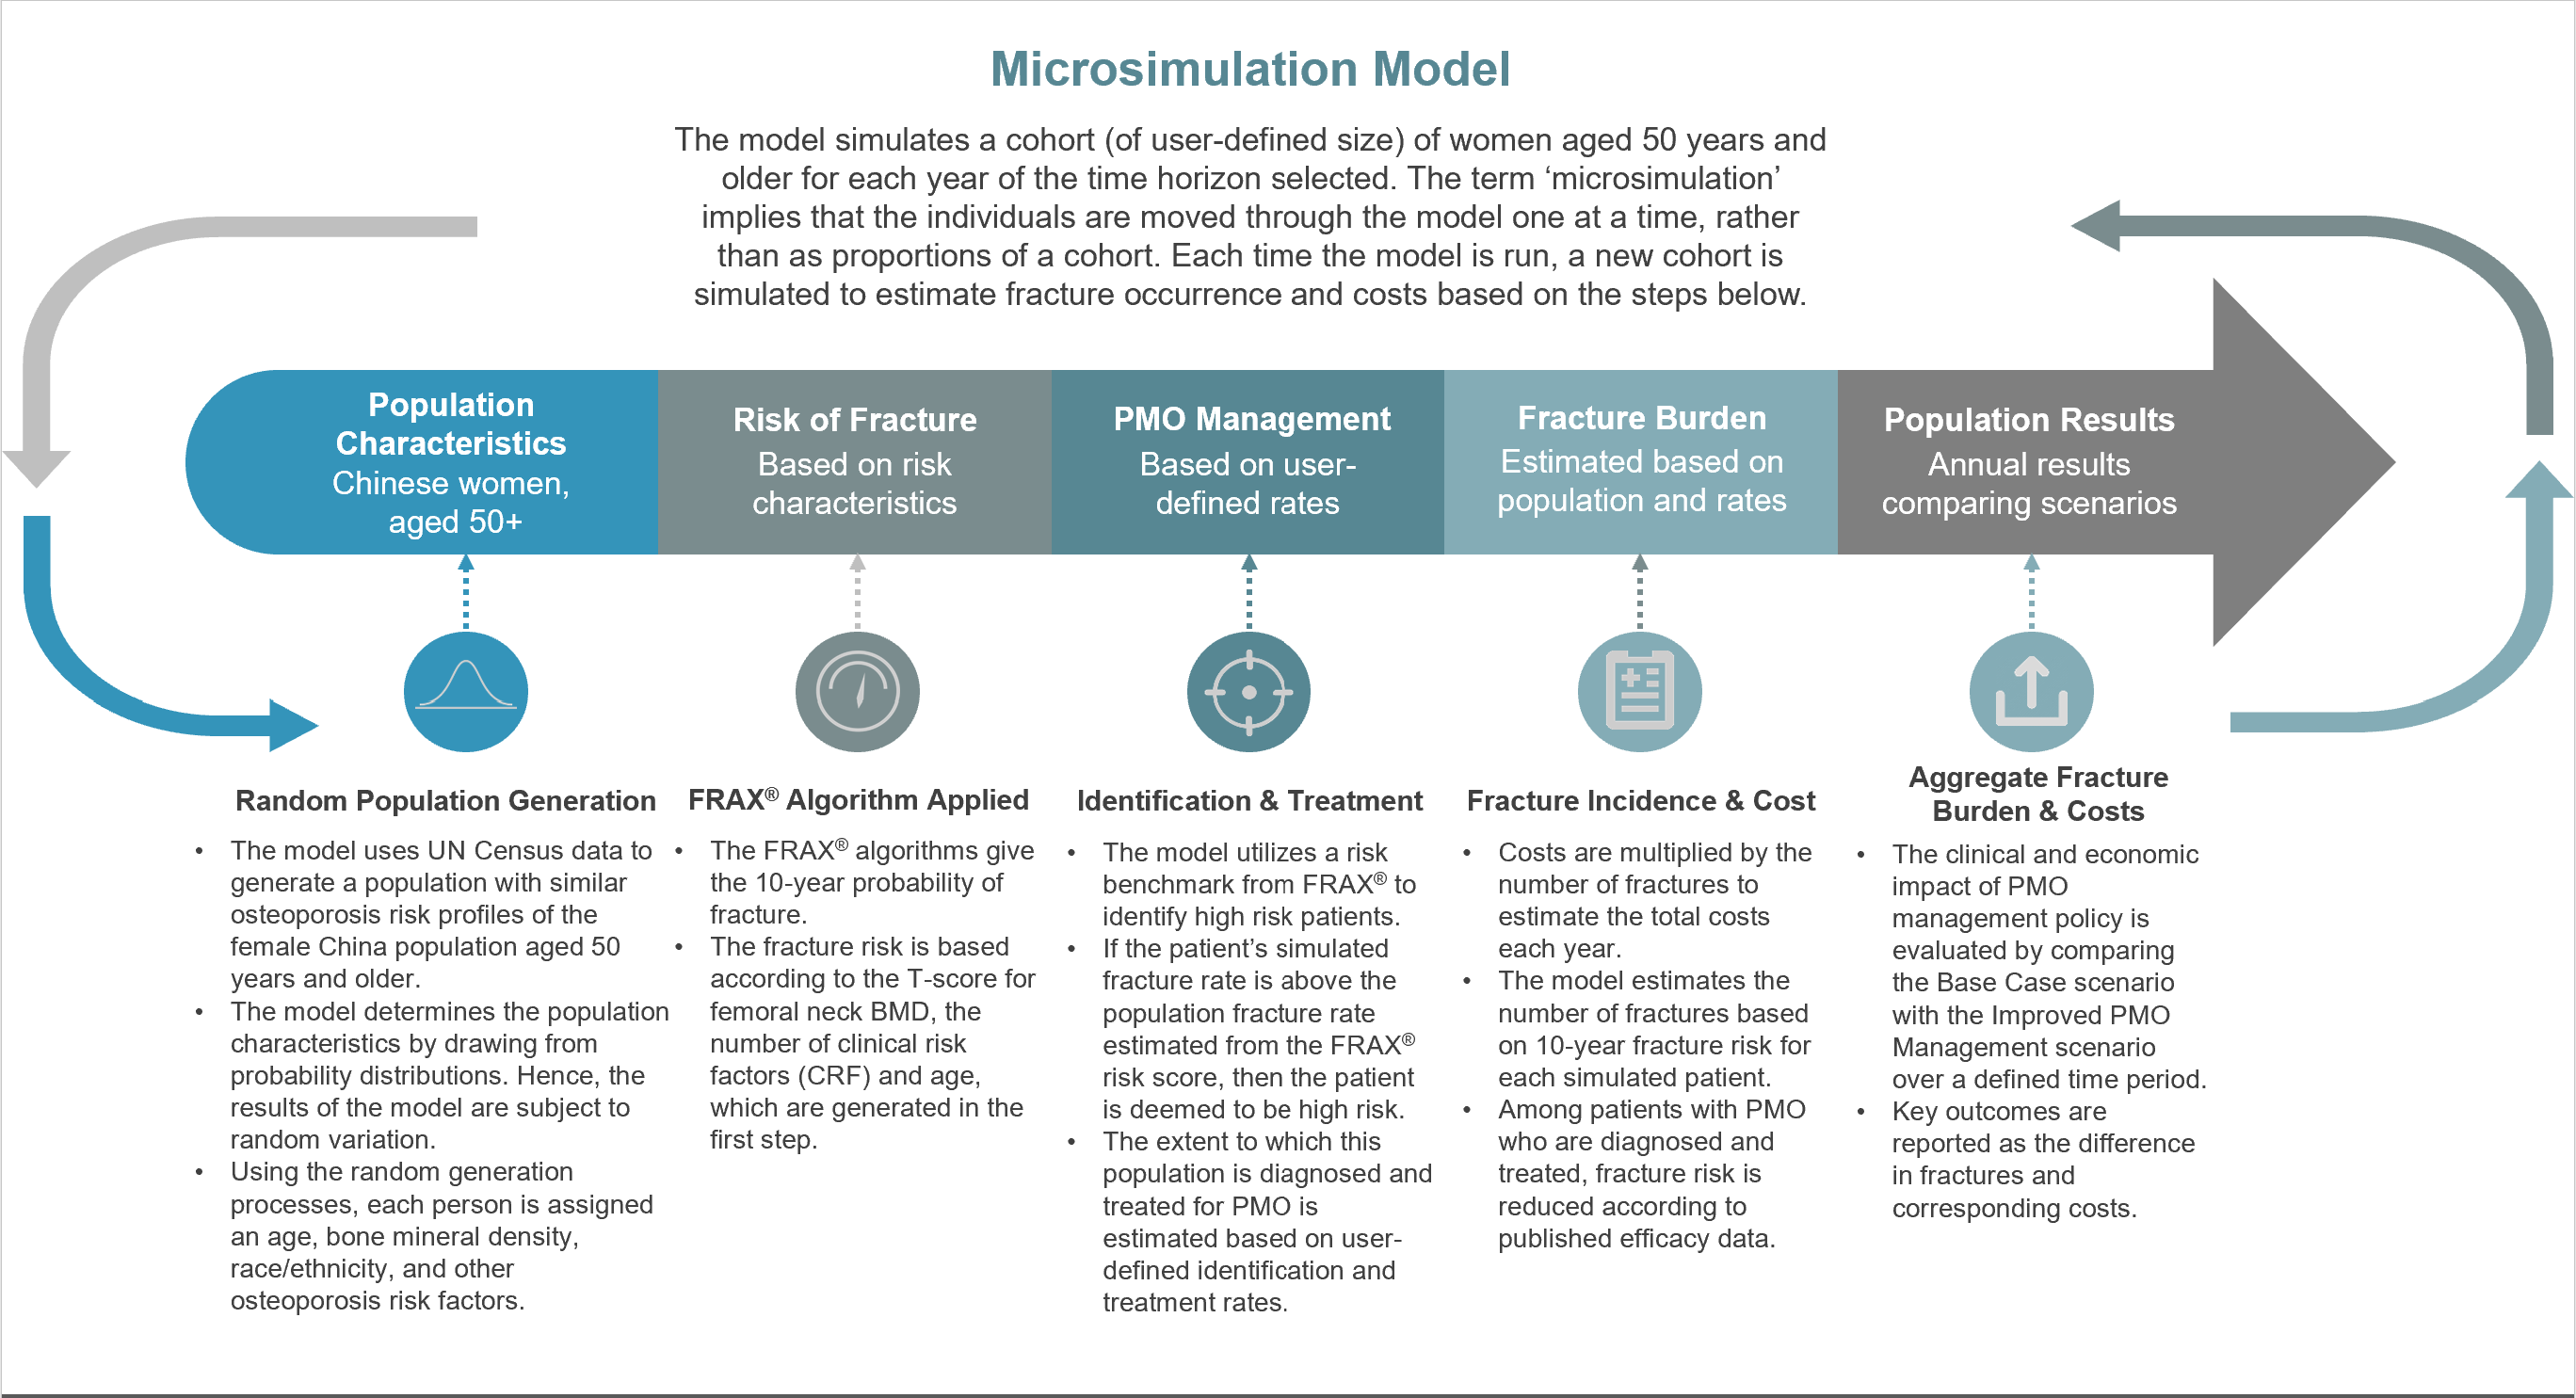 Microsimulation Model
The model simulates a cohort (of user-defined size) of women aged 50 years and
older for each year of the time horizon selected. The term ‘microsimulation’
implies that the individuals are moved through the model one at a time, rather
than as proportions of a cohort. Each time the model is run, a new cohort is
simulated to estimate fracture occurrence and costs based on the steps below.
Population
Characteristics
Chinese women,
aged 50+
Risk of Fracture
Based on risk
characteristics
PMO Management
Based on user-
defined rates
Fracture Burden
Estimated based on
population and rates
Population Results
Annual results
comparing scenarios
Random Population Generation
• The model uses UN Census data to
generate a population with similar
osteoporosis risk profiles of the
female China population aged 50
years and older.
• The model determines the population
characteristics by drawing from
probability distributions. Hence, the
results of the model are subject to
random variation.
• Using the random generation
processes, each person is assigned
an age, bone mineral density,
race/ethnicity, and other
osteoporosis risk factors.
FRAX® Algorithm Applied
• The FRAX® algorithms give
the 10-year probability of
fracture.
• The fracture risk is based
according to the T-score for
femoral neck BMD, the
number of clinical risk
factors (CRF) and age,
which are generated in the
first step.
Identification & Treatment
• The model utilizes a risk
benchmark from FRAX® to
identify high risk patients.
• If the patient’s simulated
fracture rate is above the
population fracture rate
estimated from the FRAX®
risk score, then the patient
is deemed to be high risk.
• The extent to which this
population is diagnosed and
treated for PMO is
estimated based on user-
defined identification and
treatment rates.
Fracture Incidence & Cost
• Costs are multiplied by the
number of fractures to
estimate the total costs
each year.
• The model estimates the
number of fractures based
on 10-year fracture risk for
each simulated patient.
• Among patients with PMO
who are diagnosed and
treated, fracture risk is
reduced according to
published efficacy data.
Aggregate Fracture
Burden & Costs
• The clinical and economic
impact of PMO
management policy is
evaluated by comparing
the Base Case scenario
with the Improved PMO
Management scenario
over a defined time period.
• Key outcomes are
reported as the difference
in fractures and
corresponding costs.